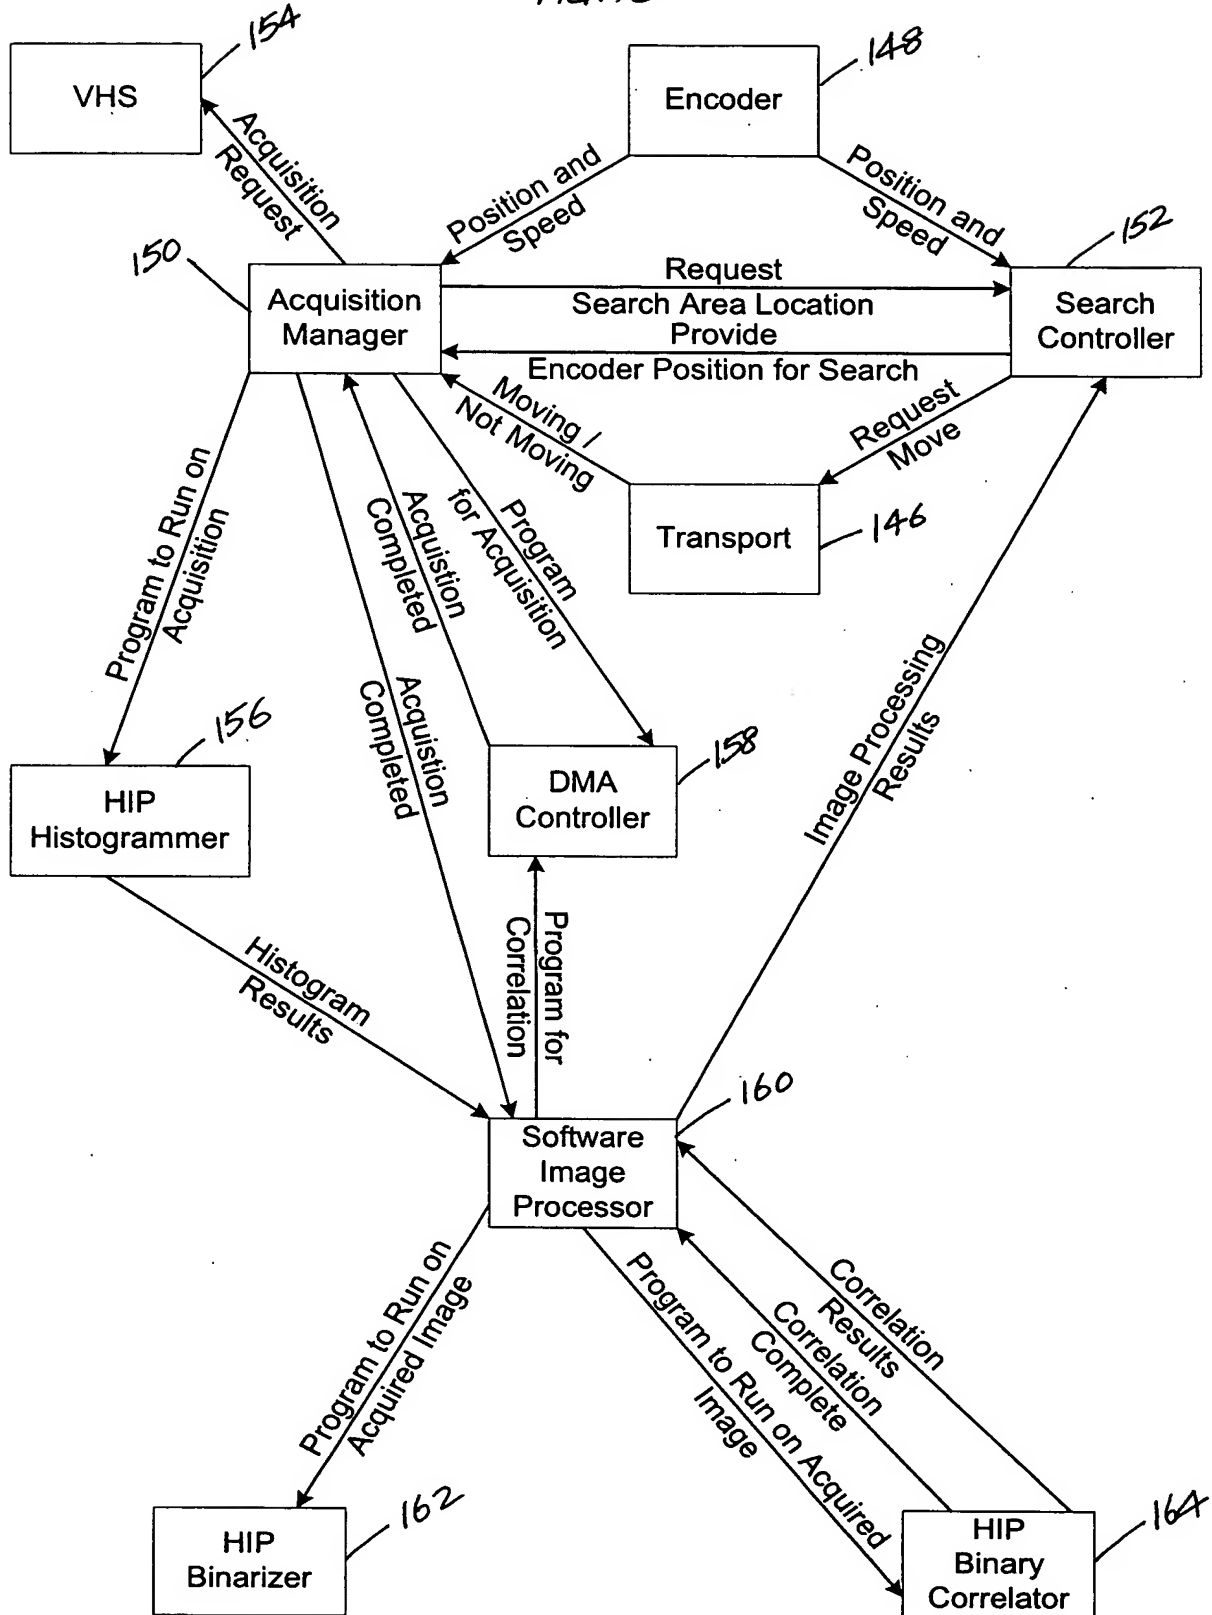 154
148
VHS
Encoder
Acquisition
Request
Position and
Speed
Position and
Speed
150
152
Acquisition
Manager
Request
Search Area Location
Provide
Encoder Position for Search
Search
Controller
Moving /
Not Moving
Request
Move
Transport
146
Program to Run on
Acquisition
Acquistion
Completed
Program
for Acquisition
Acquistion
Completed
Image Processing
Results
156
158
HIP
Histogrammer
DMA
Controller
Histogram
Results
Program for
Correlation
160
Software
Image
Processor
Program to Run on
Acquired Image
Program to Run on Acquired
Image
Correlation
Complete
Correlation
Results
162
164
HIP
Binarizer
HIP
Binary
Correlator